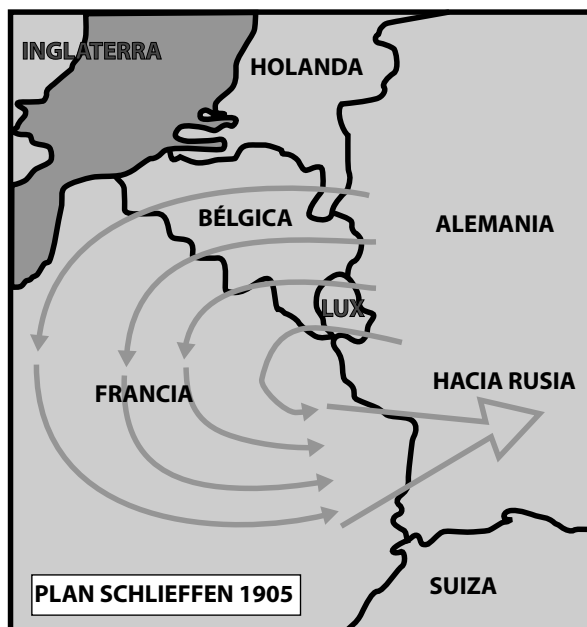 INGLATERRA
HOLANDA
BÉLGICA
ALEMANIA
LUX
HACIA RUSIA
FRANCIA
SUIZA
PLAN SCHLIEFFEN 1905